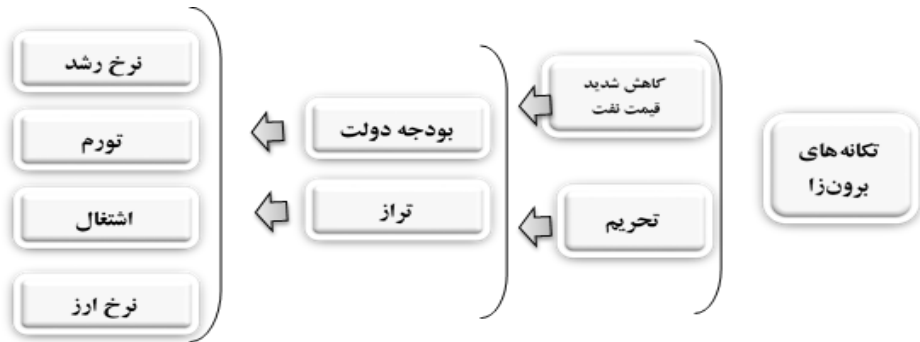 تکانه‌های
برون‌زا
کاهش شدید
قیمت نفت
تحریم
بودجه دولت
تراز
نرخ رشد
تورم
اشتغال
نرخ ارز